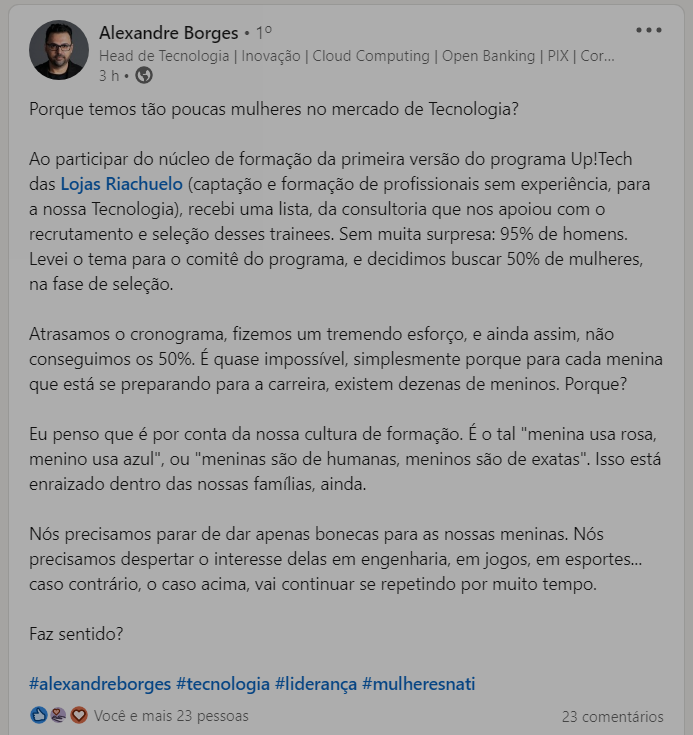 Alexandre Borges • 1º
Head de Tecnologia | Inovação | Cloud Computing | Open Banking | PIX | Cor...
3 h •
Porque temos tão poucas mulheres no mercado de Tecnologia?
Ao participar do núcleo de formação da primeira versão do programa Up!Tech
das Lojas Riachuelo (captação e formação de profissionais sem experiência, para
a nossa Tecnologia), recebi uma lista, da consultoria que nos apoiou com o
recrutamento e seleção desses trainees. Sem muita surpresa: 95% de homens.
Levei o tema para o comitê do programa, e decidimos buscar 50% de mulheres,
na fase de seleção.
Atrasamos o cronograma, fizemos um tremendo esforço, e ainda assim, não
conseguimos os 50%. É quase impossível, simplesmente porque para cada menina
que está se preparando para a carreira, existem dezenas de meninos. Porque?
Eu penso que é por conta da nossa cultura de formação. É o tal "menina usa rosa,
menino usa azul", ou "meninas são de humanas, meninos são de exatas". Isso está
enraizado dentro das nossas famílias, ainda.
Nós precisamos parar de dar apenas bonecas para as nossas meninas. Nós
precisamos despertar o interesse delas em engenharia, em jogos, em esportes...
caso contrário, o caso acima, vai continuar se repetindo por muito tempo.
Faz sentido?
#alexandreborges #tecnologia #liderança #mulheresnati
Você e mais 23 pessoas
23 comentários